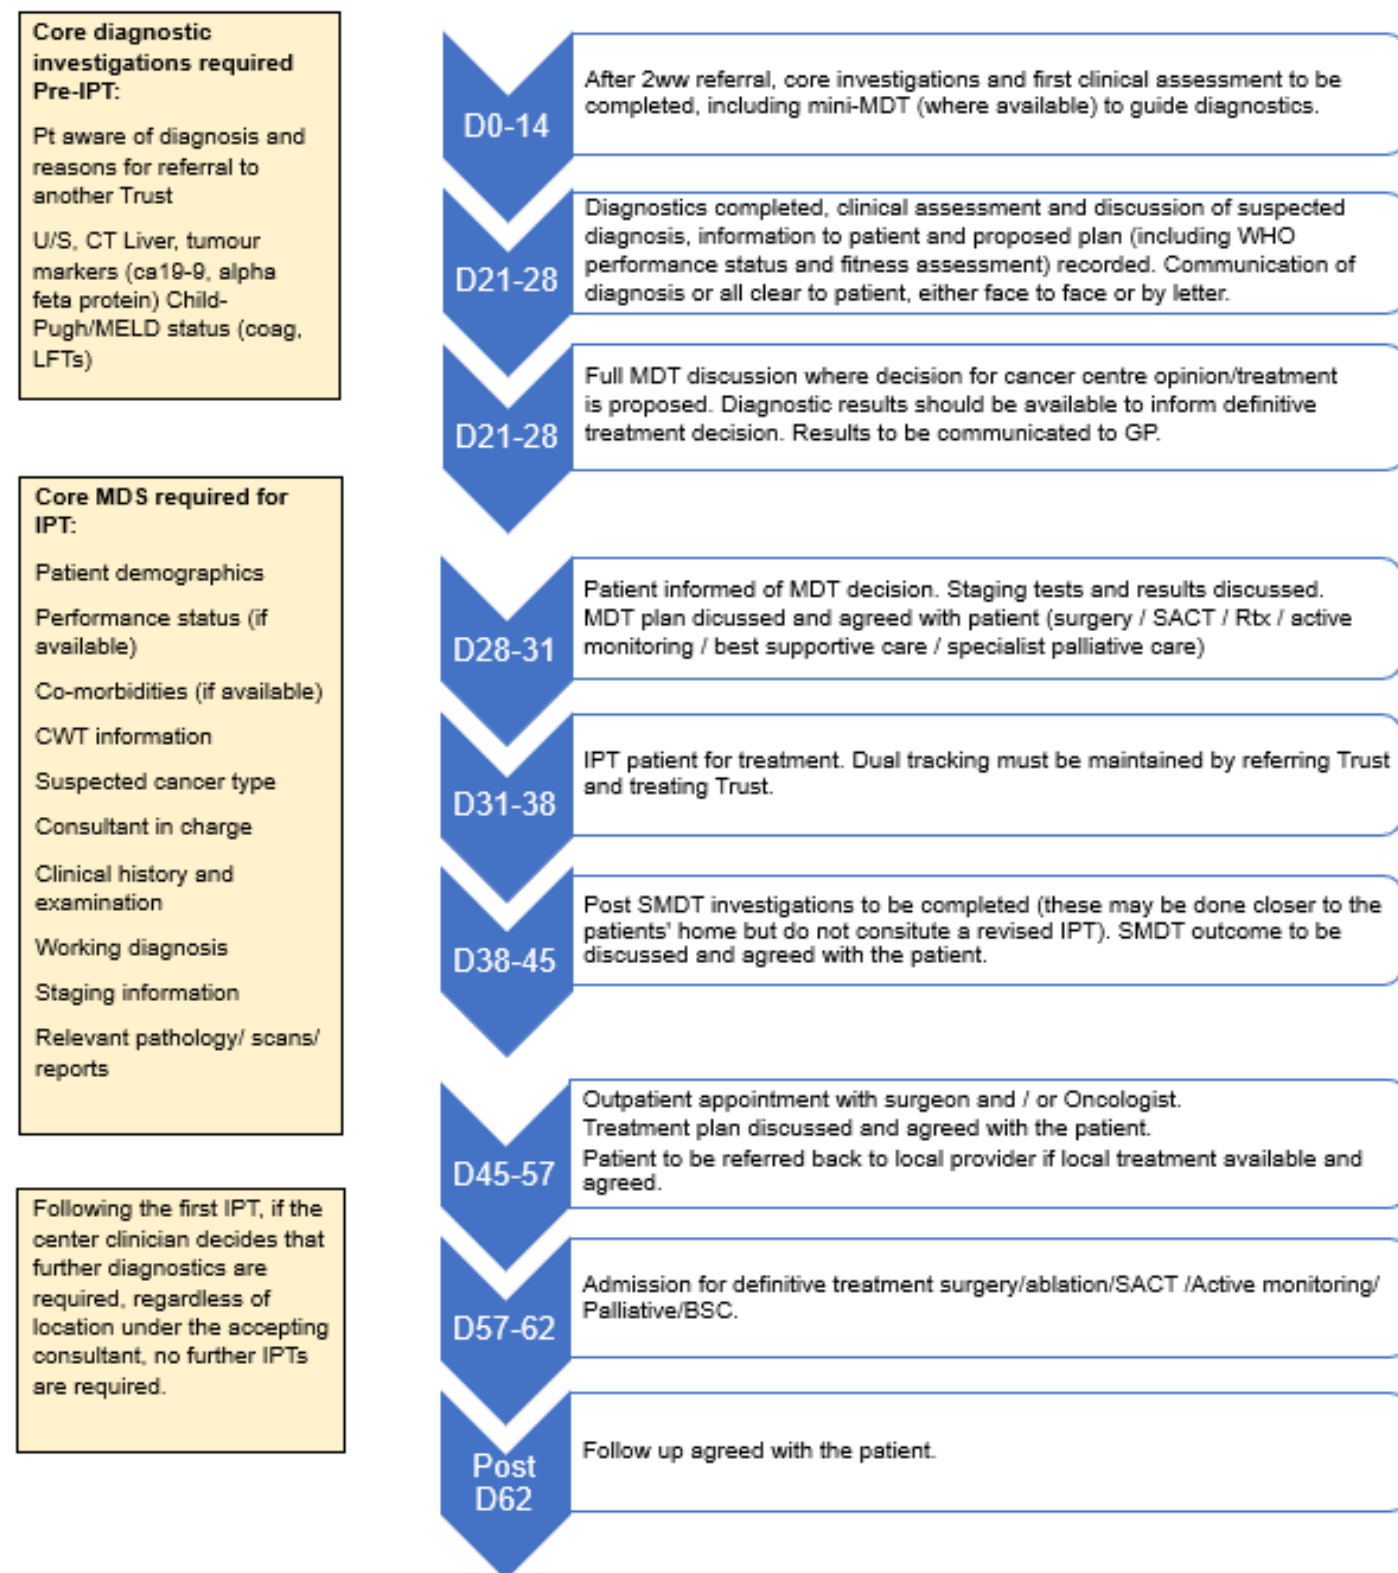 Core diagnostic
investigations required
Pre-IPT:
Pt aware of diagnosis and
reasons for referral to
another Trust
U/S, CT Liver, tumour
markers (ca19-9, alpha
feta protein) Child-
Pugh/MELD status (coag,
LFTs)
Core MDS required for
IPT:
Patient demographics
Performance status (if
available)
Co-morbidities (if available)
CWT information
Suspected cancer type
Consultant in charge
Clinical history and
examination
Working diagnosis
Staging information
Relevant pathology/ scans/
reports
Following the first IPT, if the
center clinician decides that
further diagnostics are
required, regardless of
location under the accepting
consultant, no further IPTs
are required.
D0-14
After 2ww referral, core investigations and first clinical assessment to be
completed, including mini-MDT (where available) to guide diagnostics.
D21-28
Diagnostics completed, clinical assessment and discussion of suspected
diagnosis, information to patient and proposed plan (including WHO
performance status and fitness assessment) recorded. Communication of
diagnosis or all clear to patient, either face to face or by letter.
D21-28
Full MDT discussion where decision for cancer centre opinion/treatment
is proposed. Diagnostic results should be available to inform definitive
treatment decision. Results to be communicated to GP.
D28-31
Patient informed of MDT decision. Staging tests and results discussed.
MDT plan dicussed and agreed with patient (surgery / SACT / Rtx / active
monitoring / best supportive care / specialist palliative care)
D31-38
IPT patient for treatment. Dual tracking must be maintained by referring Trust
and treating Trust.
D38-45
Post SMDT investigations to be completed (these may be done closer to the
patients' home but do not consitute a revised IPT). SMDT outcome to be
discussed and agreed with the patient.
D45-57
Outpatient appointment with surgeon and / or Oncologist.
Treatment plan discussed and agreed with the patient.
Patient to be referred back to local provider if local treatment available and
agreed.
D57-62
Admission for definitive treatment surgery/ablation/SACT /Active monitoring/
Palliative/BSC.
Post
D62
Follow up agreed with the patient.